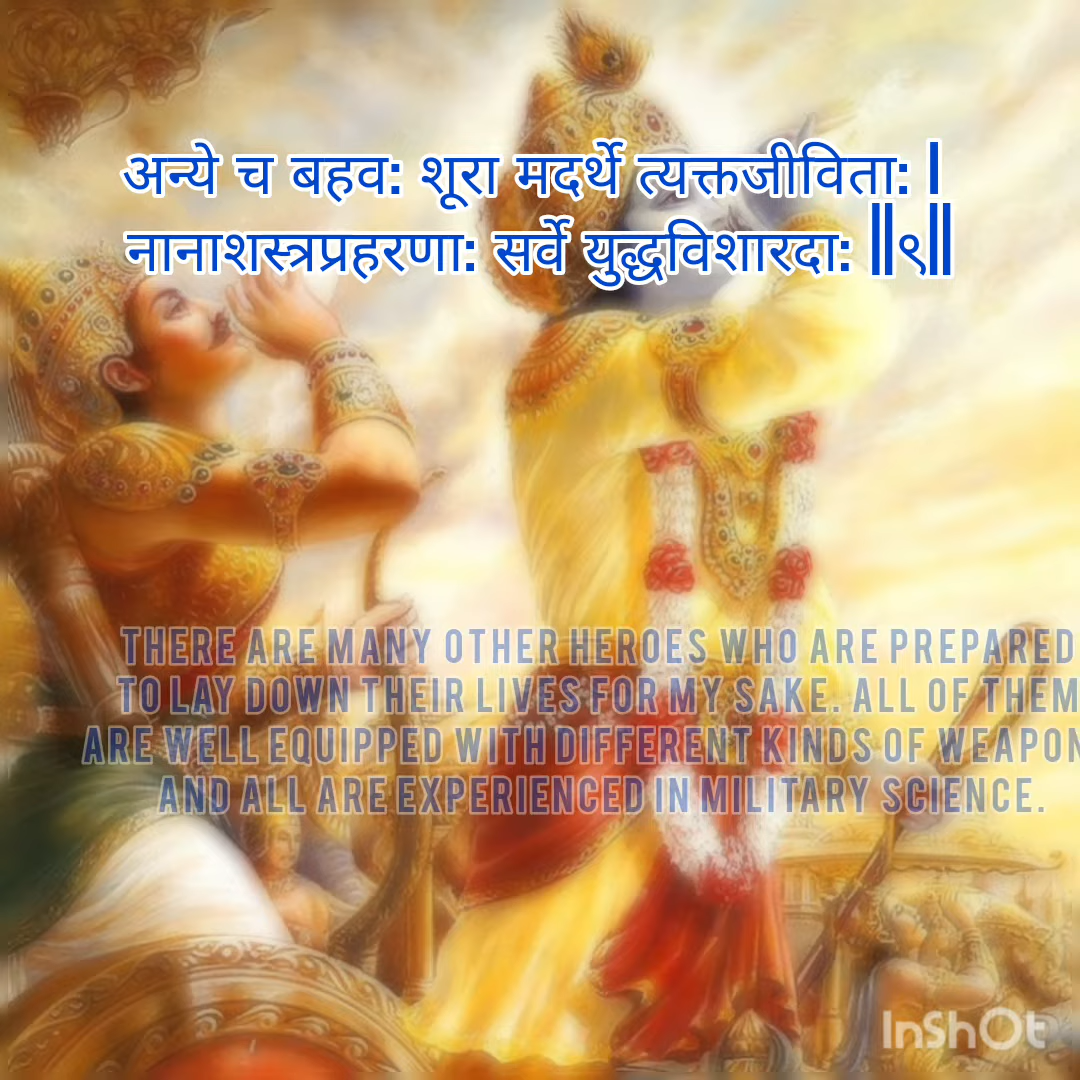 अन्ये च बहव: शूरा मदर्थे त्यक्तजीविता: |
नानाशस्त्रप्रहरणा: सर्वे युद्धविशारदा: ||९||
THERE ARE MANY OTHER HEROES WHO ARE PREPARED
TO LAY DOWN THEIR LIVES FOR MY SAKE. ALL OF THEM
ARE WELL EQUIPPED WITH DIFFERENT KINDS OF WEAPON
AND ALL ARE EXPERIENCED IN MILITARY SCIENCE.
InShOt